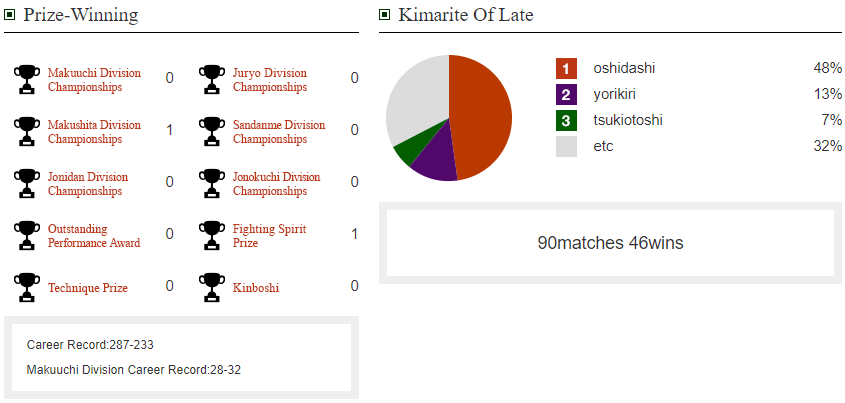 Prize-Winning
Makuuchi Division
Championships
0
Juryo Division
Championships
0
Makushita Division
Championships
1
Sandanme Division
Championships
0
Jonidan Division
Championships
0
Jonokuchi Division
Championships
0
Outstanding
Performance Award
0
Fighting Spirit
Prize
1
Technique Prize
0
Kinboshi
0
Career Record:287-233
Makuuchi Division Career Record:28-32
Kimarite Of Late
1 oshidashi 48%
2 yorikiri 13%
3 tsukiotoshi 7%
etc 32%
90matches 46wins